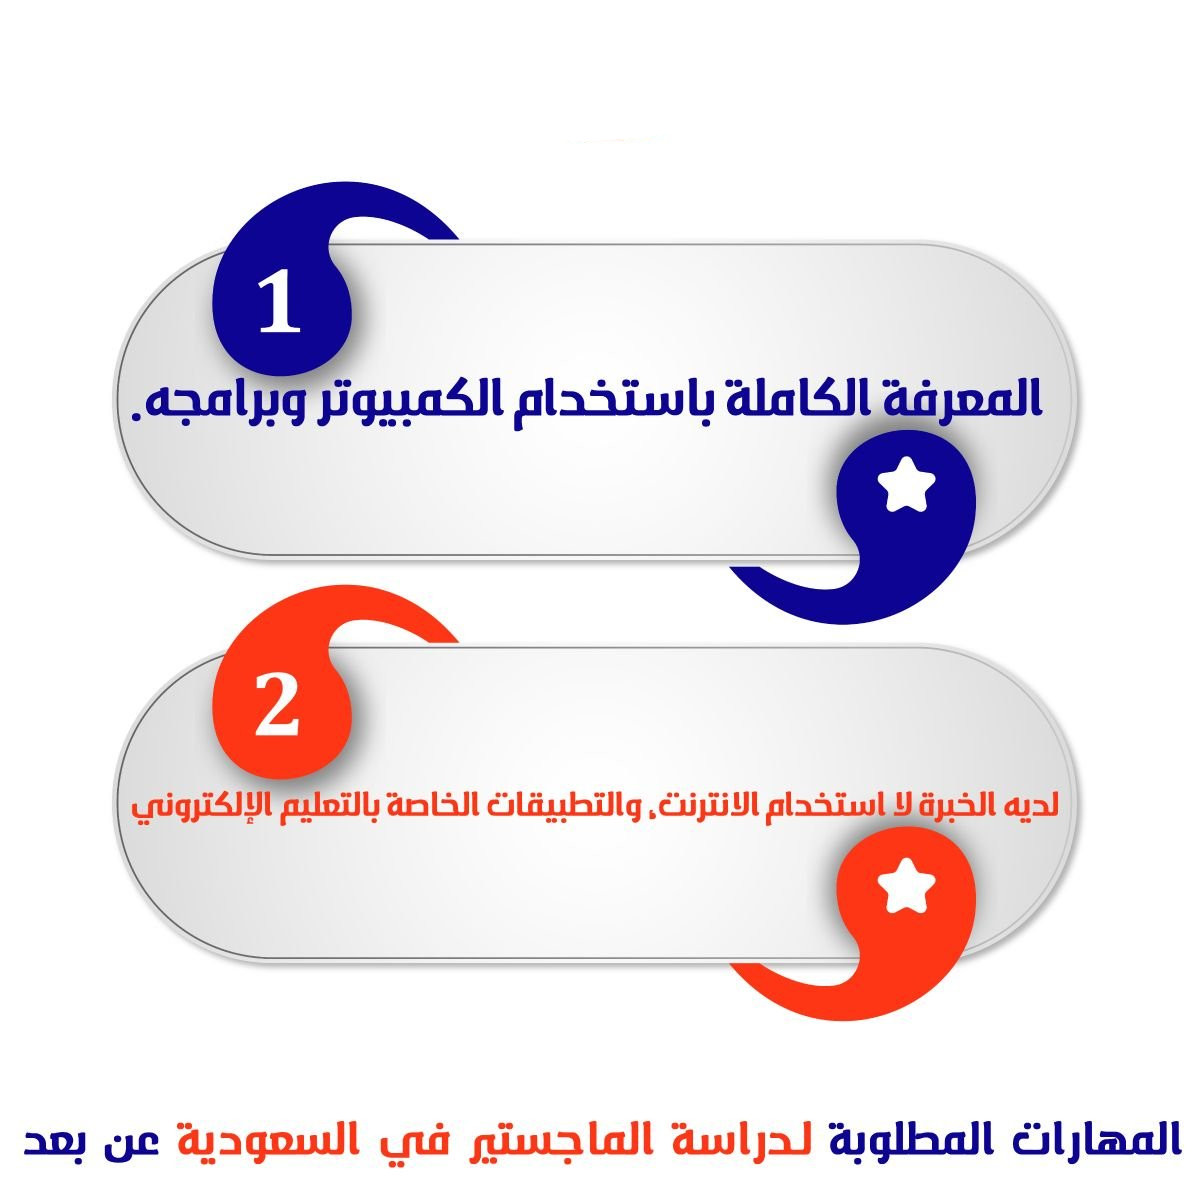 1
المعرفة الكاملة باستخدام الكمبيوتر وبرامجه.
2
لديه الخبرة لا استخدام الانترنت، والتطبيقات الخاصة بالتعليم الإلكتروني
المهارات المطلوبة لدراسة الماجستير في السعودية عن بعد